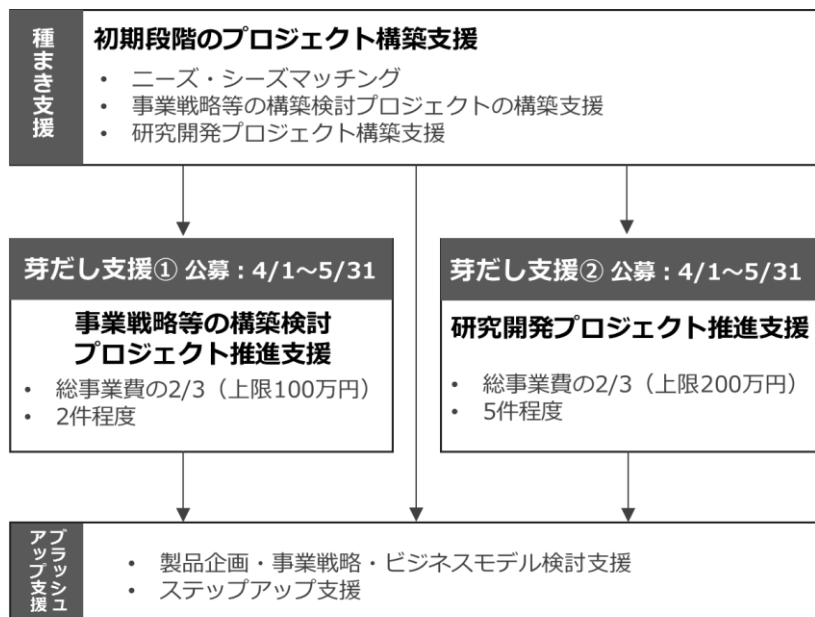 種まき支援
初期段階のプロジェクト構築支援
• ニーズ・シーズマッチング
• 事業戦略等の構築検討プロジェクトの構築支援
• 研究開発プロジェクト構築支援
芽だし支援① 公募：4/1～5/31
事業戦略等の構築検討
プロジェクト推進支援
• 総事業費の2/3（上限100万円）
• 2件程度
芽だし支援② 公募：4/1～5/31
研究開発プロジェクト推進支援
• 総事業費の2/3（上限200万円）
• 5件程度
ブラッシュ
アップ支援
• 製品企画・事業戦略・ビジネスモデル検討支援
• ステップアップ支援